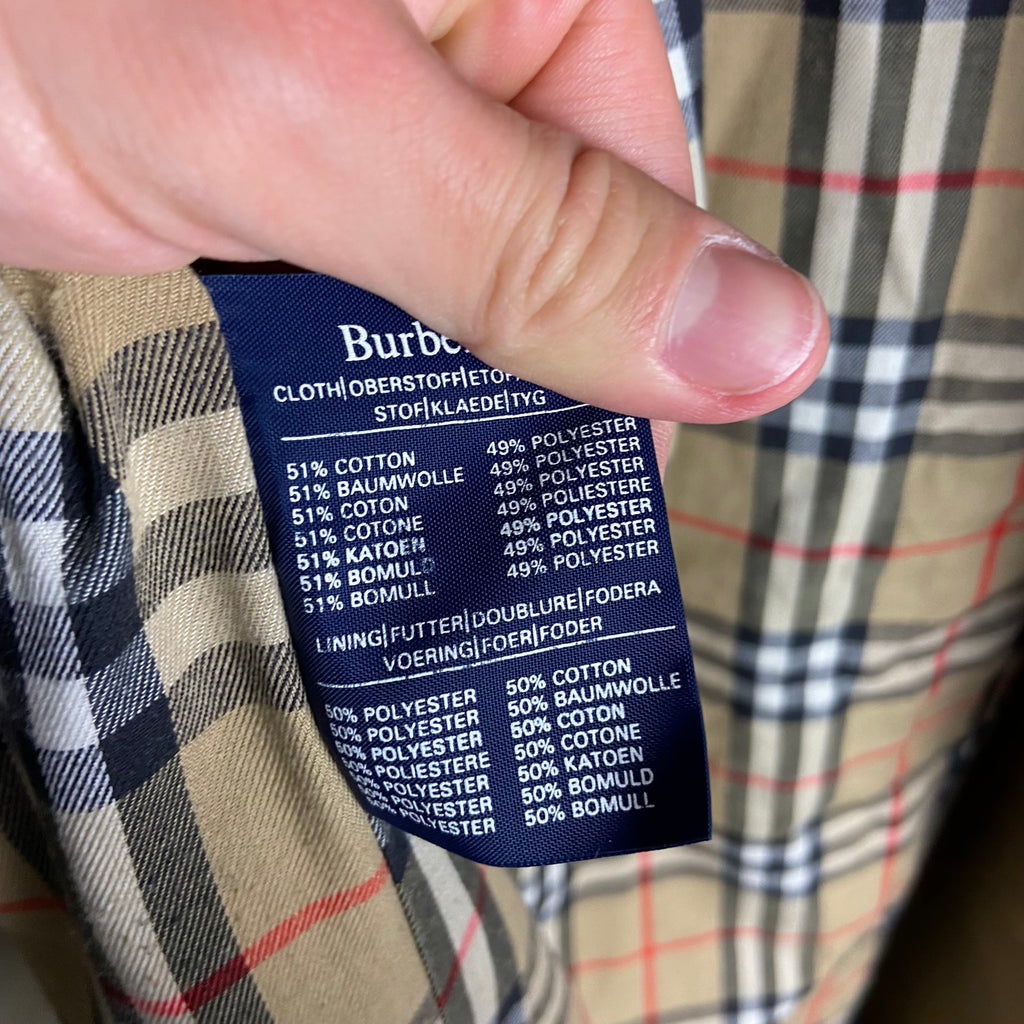 CLOTH|OBERSTOFF|
STOF|KLAEDE|TYG
51% COTTON 49% POLYESTER
51% BAUMWOLLE 49% POLYESTER
51% COTON 49% POLYESTER
51% COTONE 49% POLIESTERE
51% KATOEN 49% POLYESTER
51% BOMULD 49% POLYESTER
51% BOMULL 49% POLYESTER
LINING|FUTTER|DOUBLURE|FODERA
VOERING|FOER|FODER
50% POLYESTER 50% COTTON
50% POLYESTER 50% BAUMWOLLE
50% POLYESTER 50% COTON
50% POLIESTERE 50% COTONE
50% POLYESTER 50% KATOEN
50% POLYESTER 50% BOMULD
50% POLYESTER 50% BOMULL